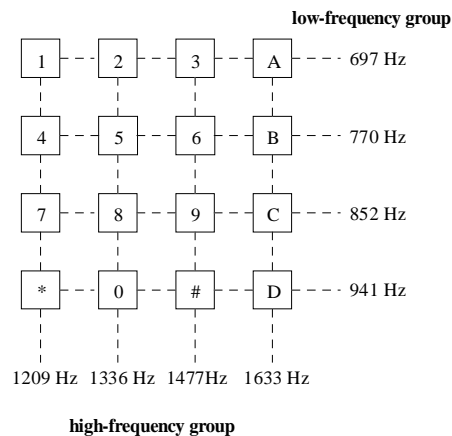 low-frequency group
1 2 3 A 697 Hz
4 5 6 B 770 Hz
7 8 9 C 852 Hz
* 0 # D 941 Hz
1209 Hz 1336 Hz 1477Hz 1633 Hz
high-frequency group